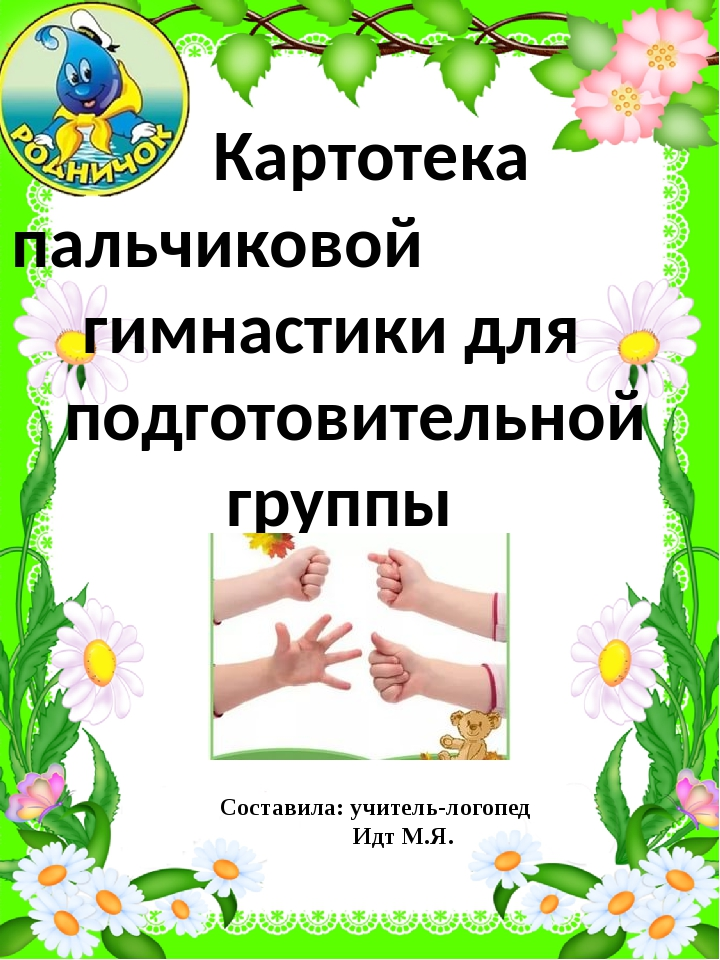 РОДНИЧОК
Картотека
пальчиковой
гимнастики для
подготовительной
группы
Составила: учитель-логопед
Идт М.Я.